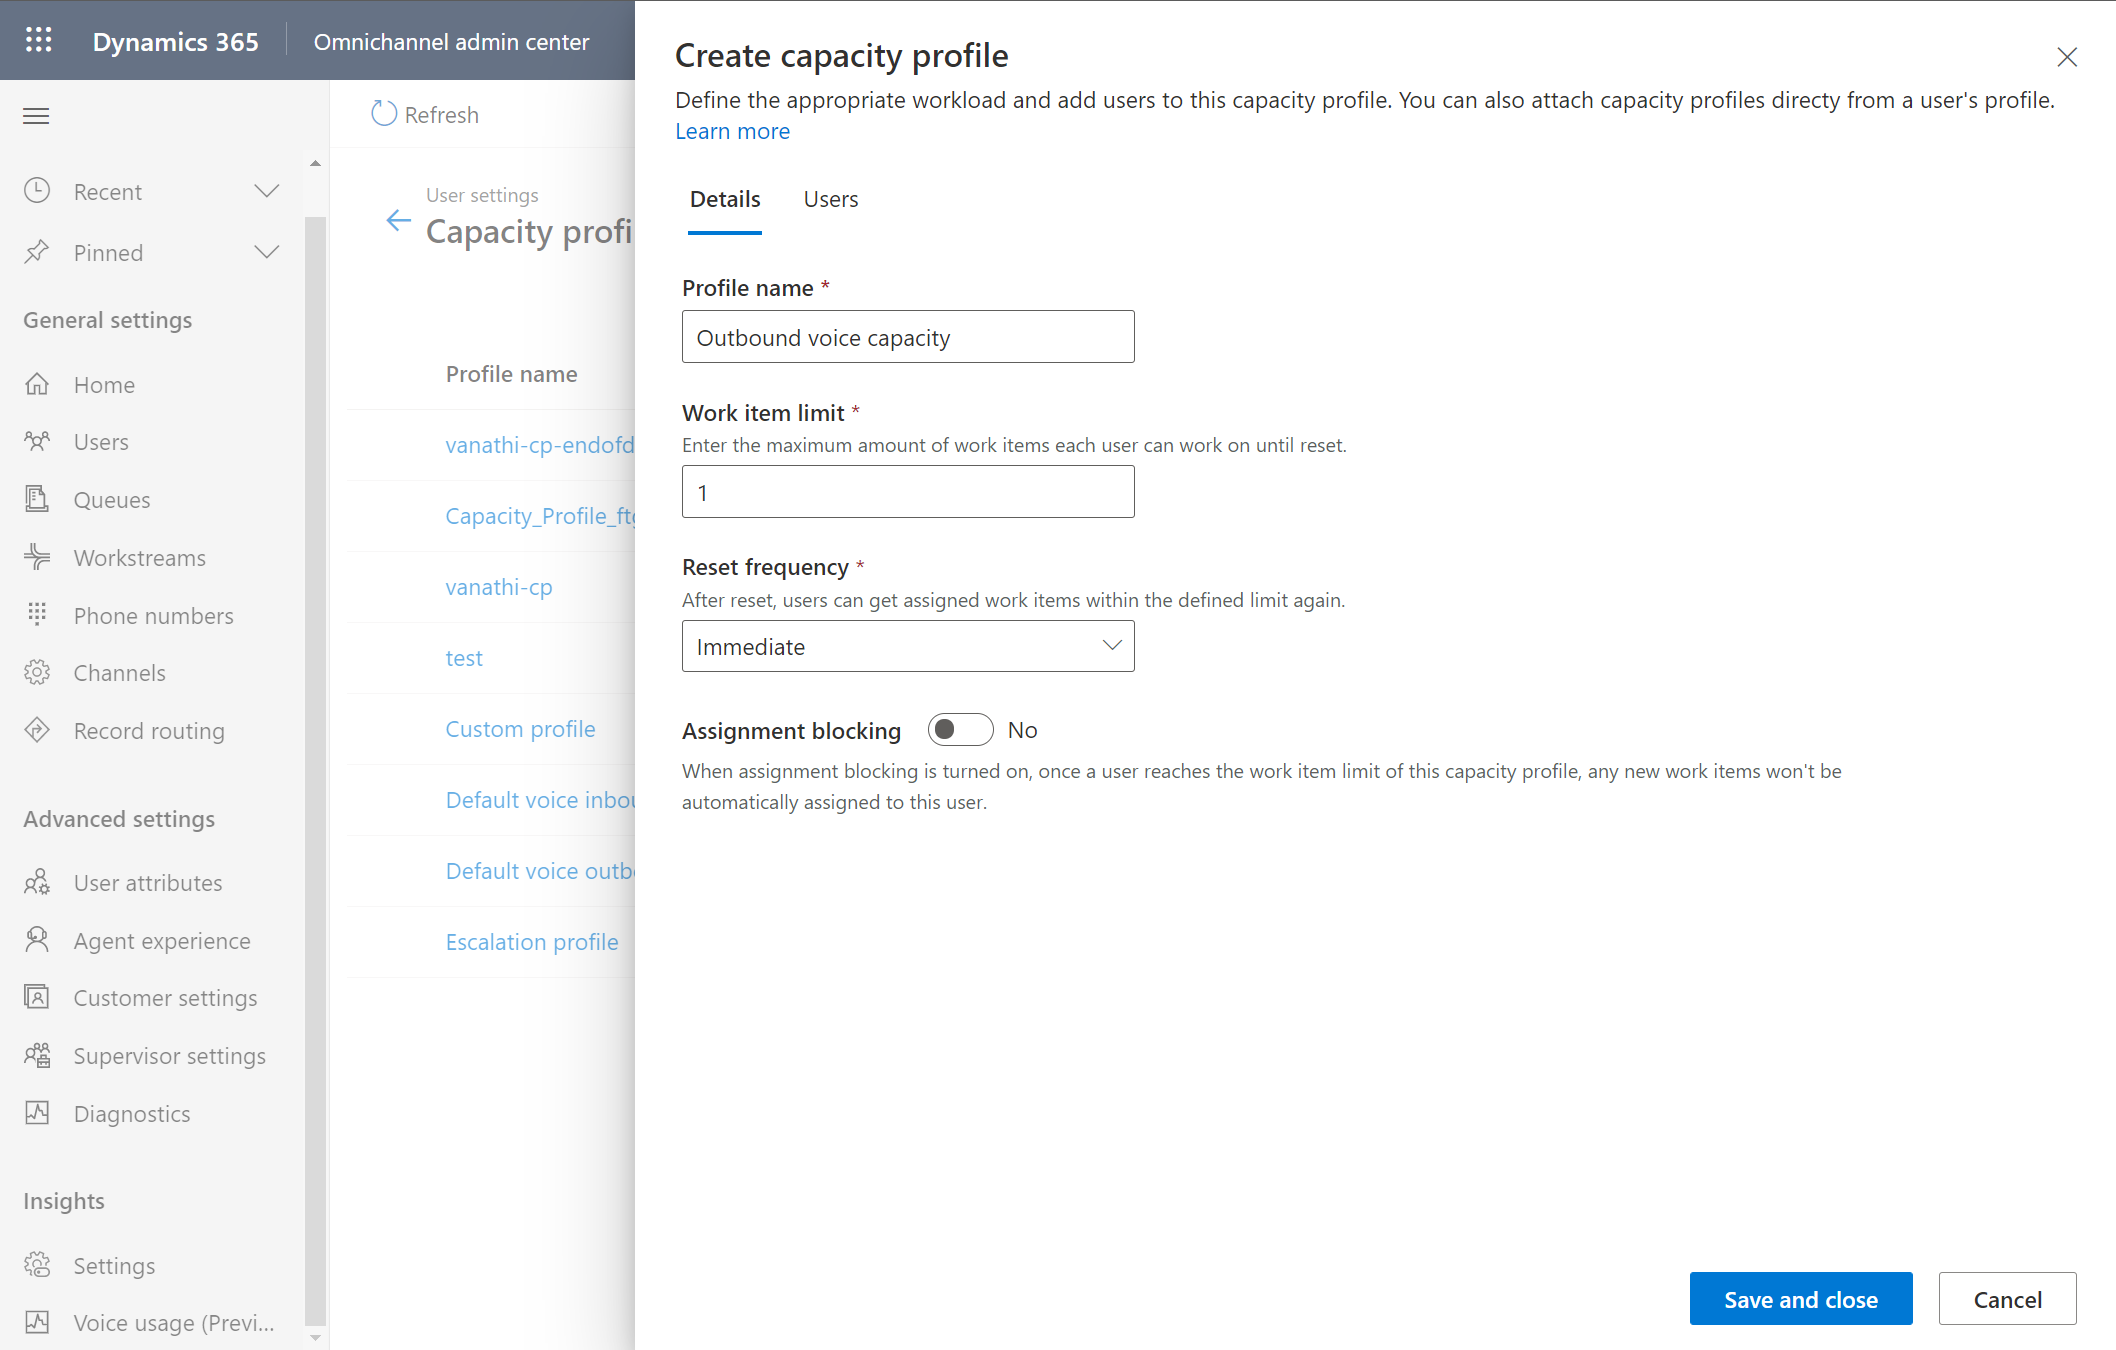 Dynamics 365
Omnichannel admin center
Recent
Pinned
General settings
Home
Users
Queues
Workstreams
Phone numbers
Channels
Record routing
Advanced settings
User attributes
Agent experience
Customer settings
Supervisor settings
Diagnostics
Insights
Settings
Voice usage (Previ...
Refresh
User settings
Capacity profi
Profile name
vanathi-cp-endofd
Capacity_Profile_ftg
vanathi-cp
test
Custom profile
Default voice inbou
Default voice outb
Escalation profile
Create capacity profile
Define the appropriate workload and add users to this capacity profile. You can also attach capacity profiles directy from a user's profile.
Learn more
Details
Users
Profile name *
Outbound voice capacity
Work item limit *
Enter the maximum amount of work items each user can work on until reset.
1
Reset frequency *
After reset, users can get assigned work items within the defined limit again.
Immediate
Assignment blocking
No
When assignment blocking is turned on, once a user reaches the work item limit of this capacity profile, any new work items won't be
automatically assigned to this user.
Save and close
Cancel